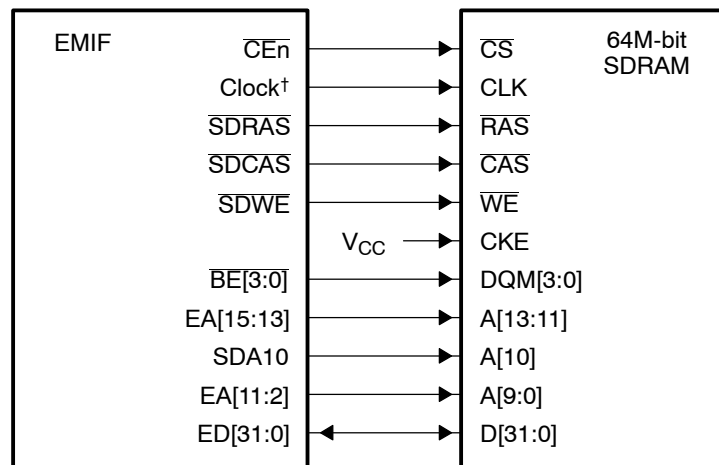 EMIF
64M-bit
SDRAM
CEn CS
Clock† CLK
SDRAS RAS
SDCAS CAS
SDWE WE
VCC CKE
BE[3:0] DQM[3:0]
EA[15:13] A[13:11]
SDA10 A[10]
EA[11:2] A[9:0]
ED[31:0] D[31:0]